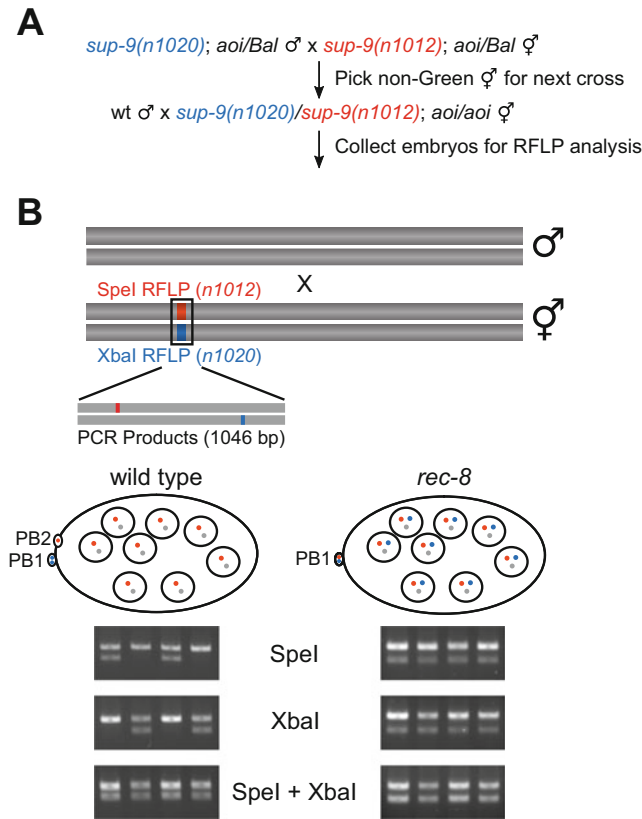 A
sup-9(n1020); aoi/Bal ♂ x sup-9(n1012); aoi/Bal ⚥
Pick non-Green ⚥ for next cross
wt ♂ x sup-9(n1020)/sup-9(n1012); aoi/aoi ⚥
Collect embryos for RFLP analysis
B
♂
X
SpeI RFLP (n1012)
⚥
XbaI RFLP (n1020)
PCR Products (1046 bp)
wild type
rec-8
PB2
PB1
PB1
SpeI
XbaI
SpeI + XbaI